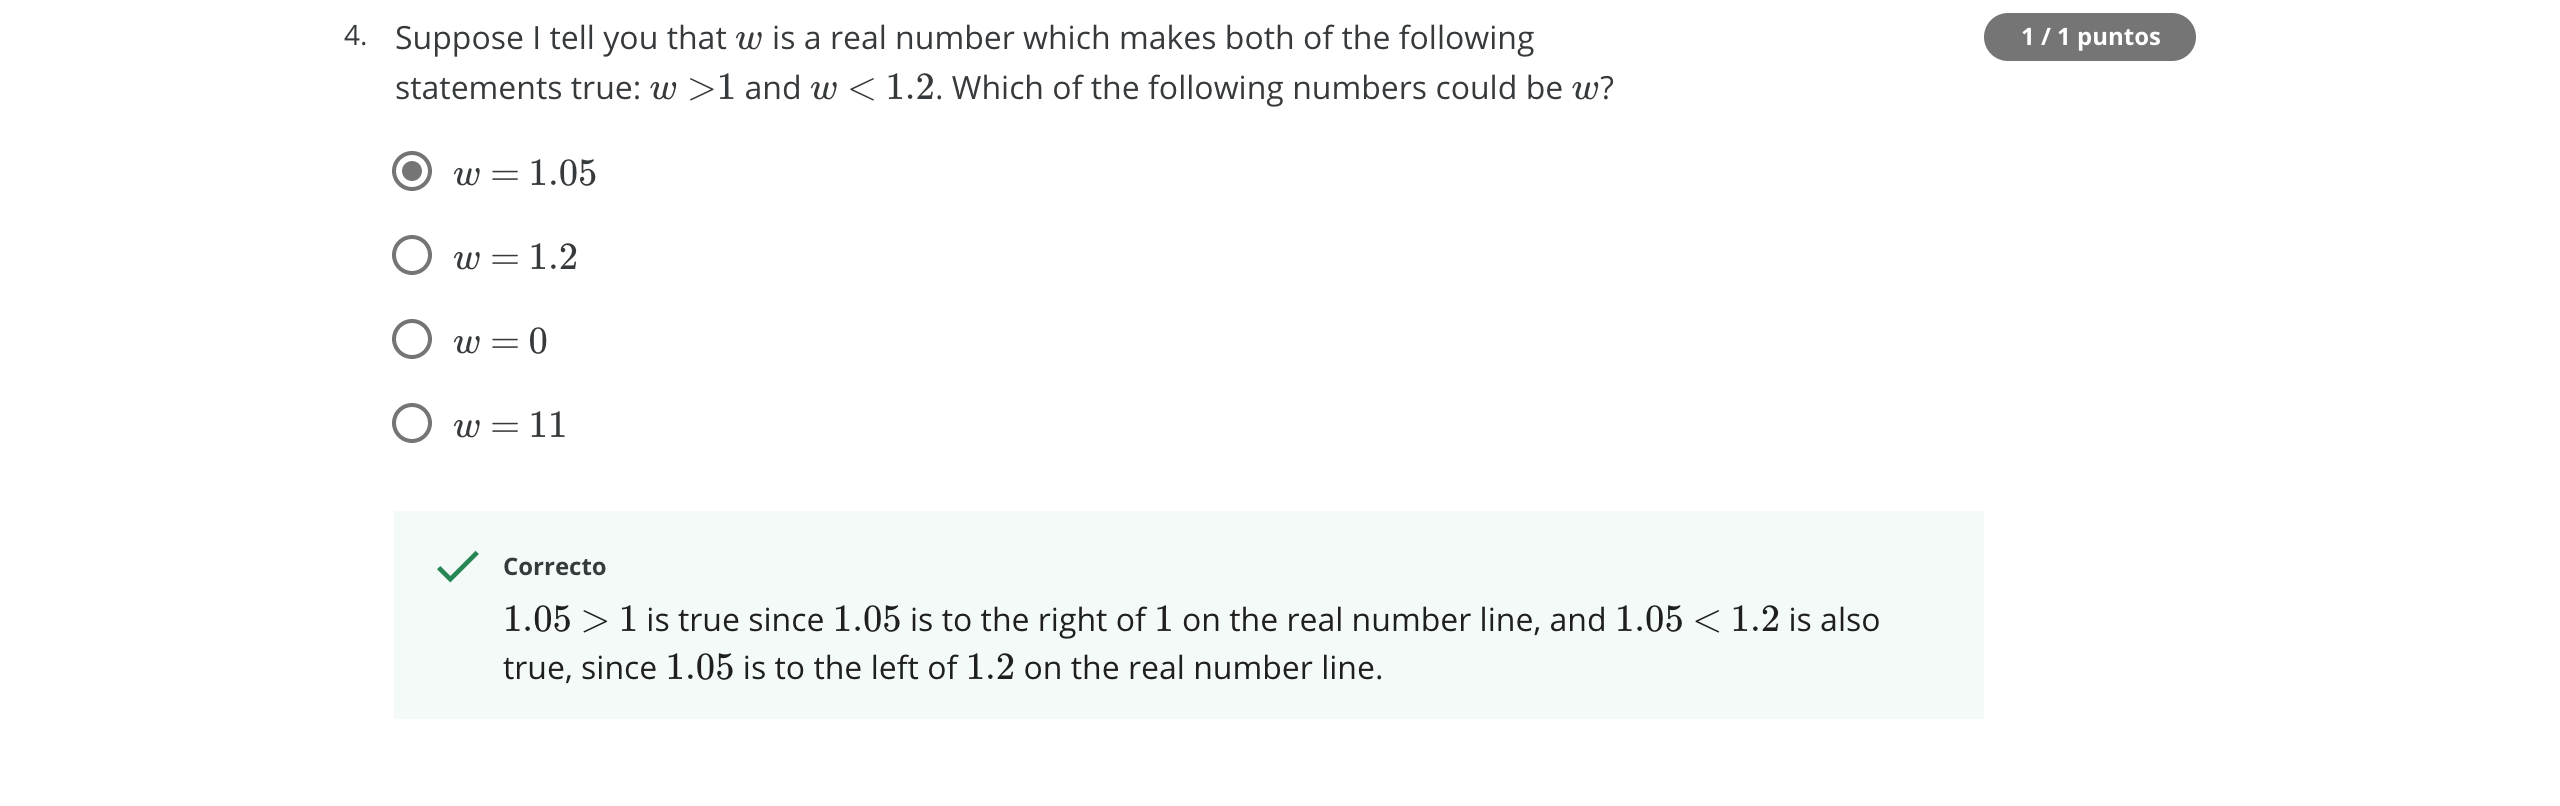 4. Suppose I tell you that w is a real number which makes both of the following
1 / 1 puntos
statements true: w >1 and w < 1.2. Which of the following numbers could be w?
w = 1.05
w = 1.2
w = 0
w = 11
Correcto
1.05 > 1 is true since 1.05 is to the right of 1 on the real number line, and 1.05 < 1.2 is also
true, since 1.05 is to the left of 1.2 on the real number line.